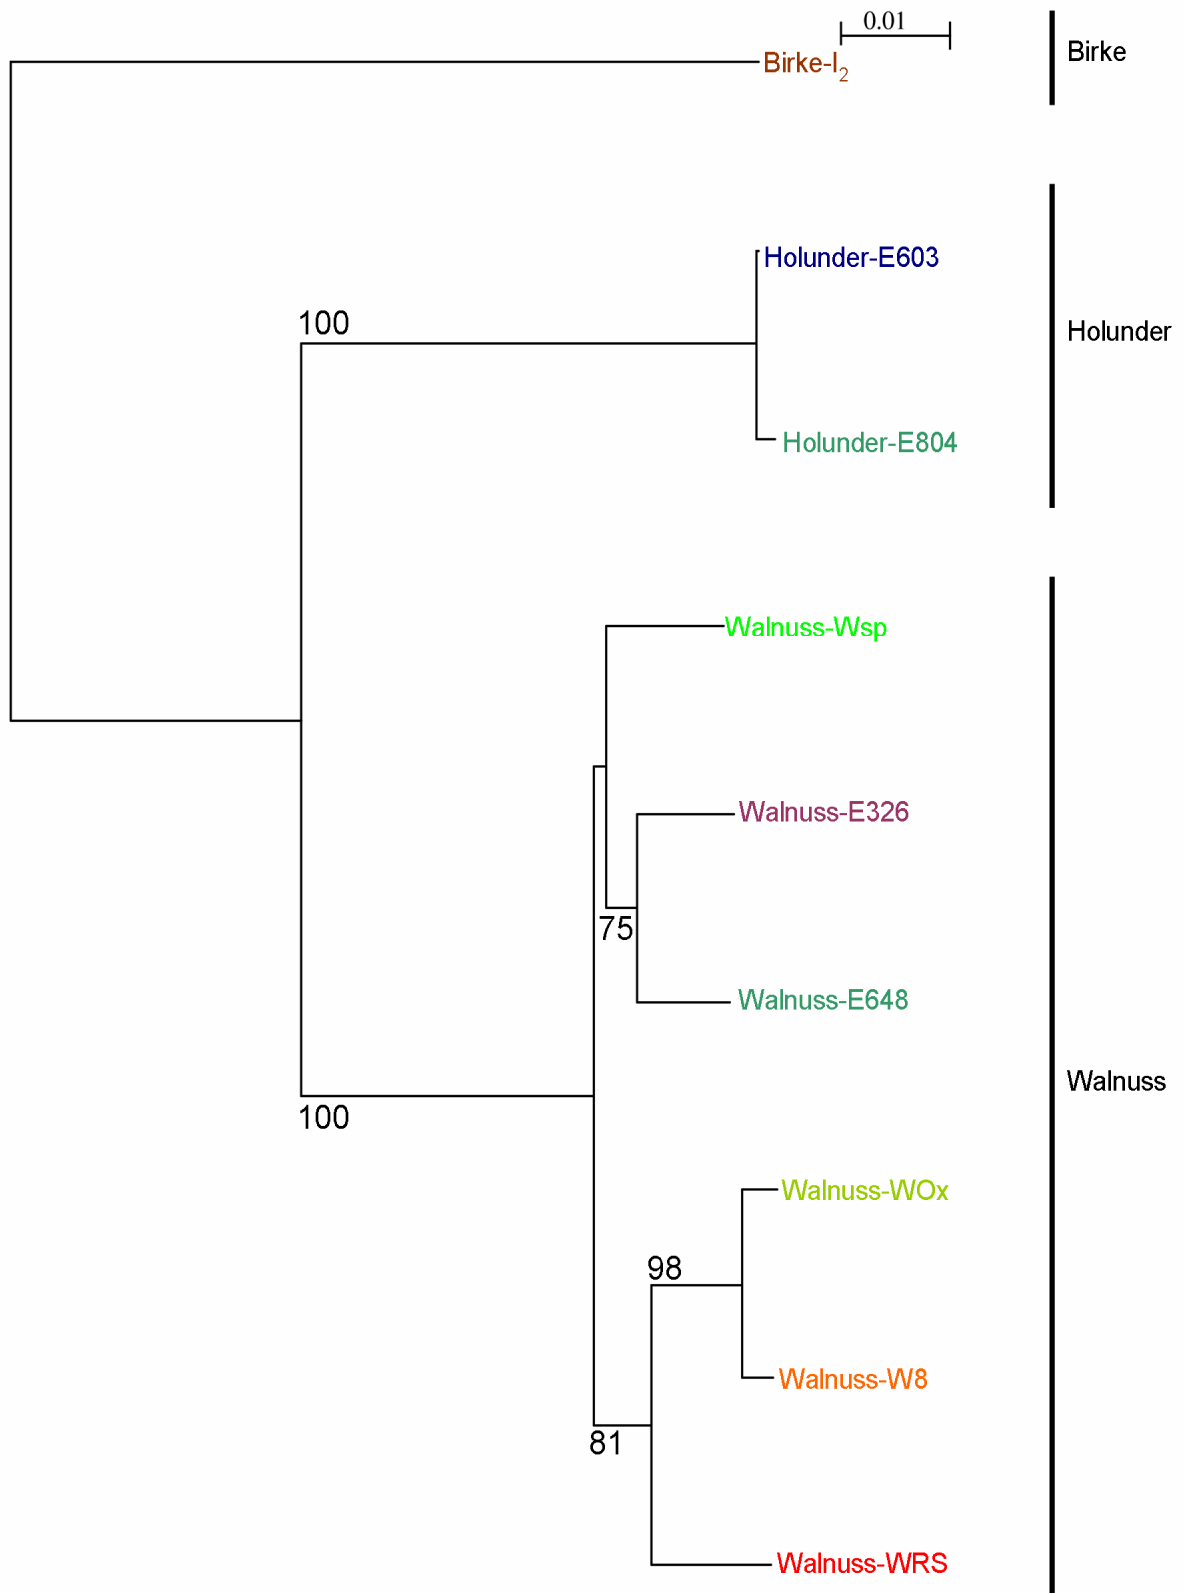 0.01
Birke
Birke-I₂
Holunder-E603
100
Holunder
Holunder-E804
Walnuss-Wsp
Walnuss-E326
75
Walnuss-E648
Walnuss
100
Walnuss-WOx
98
Walnuss-W8
81
Walnuss-WRS